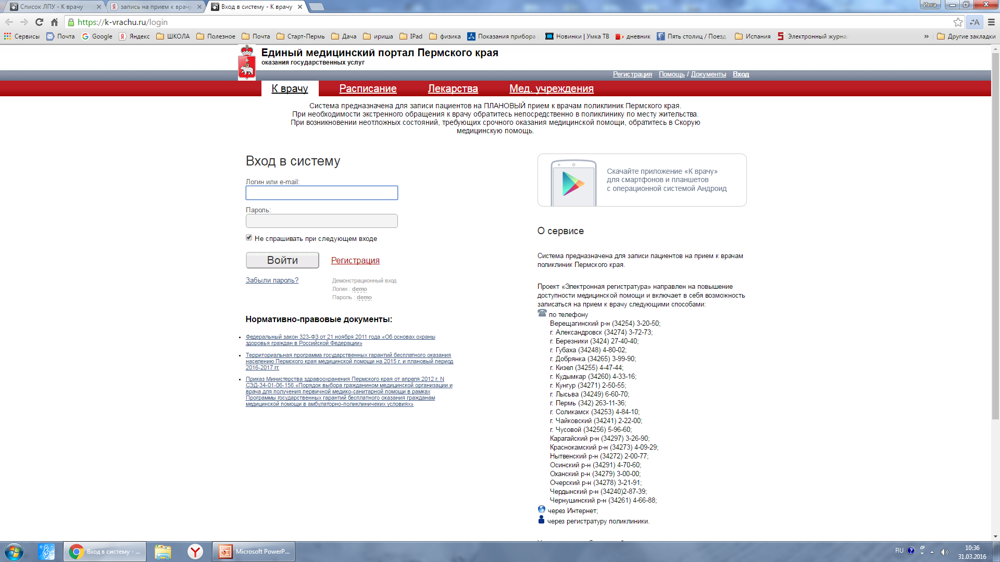 Список ЛПУ - К врачу
запись на прием к врачу
Вход в систему - К врачу
Инга
https://k-vrachu.ru/login
Сервисы
Почта
Google
Яндекс
ШКОЛА
Полезное
Почта
Старт-Пермь
Дача
ириша
IPad
физика
Показания прибора
Новинки | Умка ТВ
дневник
Пять столиц / Поезд
Испания
Электронный журнал
»
Другие закладки
Единый медицинский портал Пермского края
оказания государственных услуг
Регистрация Помощь / Документы Вход
К врачу Расписание Лекарства Мед. учреждения
Система предназначена для записи пациентов на ПЛАНОВЫЙ прием к врачам поликлиник Пермского края.
При необходимости экстренного обращения к врачу обратитесь непосредственно в поликлинику по месту жительства.
При возникновении неотложных состояний, требующих срочного оказания медицинской помощи, обратитесь в Скорую
медицинскую помощь.
Вход в систему
Логин или e-mail:
Пароль:
Не спрашивать при следующем входе
Войти
Регистрация
Забыли пароль?
Демонстрационный вход
Логин : demo
Пароль : demo
Нормативно-правовые документы:
Федеральный закон 323-ФЗ от 21 ноября 2011 года «Об основах охраны
здоровья граждан в Российской Федерации»
Территориальная программа государственных гарантий бесплатного оказания
населению Пермского края медицинской помощи на 2015 г. и плановый период
2016-2017 гг.
Приказ Министерства здравоохранения Пермского края от апреля 2012 г. N
СЭД-34-01-06-156 «Порядок выбора гражданином медицинской организации и
врача для получения первичной медико-санитарной помощи в рамках
Программы государственных гарантий бесплатного оказания гражданам
медицинской помощи в амбулаторно-поликлиничеких условиях»
Скачайте приложение «К врачу»
для смартфонов и планшетов
с операционной системой Андроид
О сервисе
Система предназначена для записи пациентов на прием к врачам
поликлиник Пермского края.
Проект «Электронная регистратура» направлен на повышение
доступности медицинской помощи и включает в себя возможность
записаться на прием к врачу следующими способами:
по телефону
Верещагинский р-н (34254) 3-20-50;
г. Александровск (34274) 3-72-73;
г. Березники (3424) 27-40-40;
г. Губаха (34248) 4-80-02;
г. Добрянка (34265) 3-99-90;
г. Кизел (34255) 4-47-44;
г. Кудымкар (34260) 4-33-16;
г. Кунгур (34271) 2-50-55;
г. Лысьва (34249) 6-60-70;
г. Пермь (342) 263-11-36;
г. Соликамск (34253) 4-84-10;
г. Чайковский (34241) 2-22-00;
г. Чусовой (34256) 5-96-60;
Карагайский р-н (34297) 3-26-90;
Краснокамский р-н (34273) 4-09-29;
Нытвенский р-н (34272) 2-00-77;
Осинский р-н (34291) 4-70-60;
Оханский р-н (34279) 3-00-00;
Очерский р-н (34278) 3-21-91;
Чердынский р-н (34240)2-87-39;
Чернушинский р-н (34261) 4-66-88;
через Интернет;
через регистратуру поликлиники.
Вход в систему - ...
Microsoft PowerP...
RU
10:36
31.03.2016